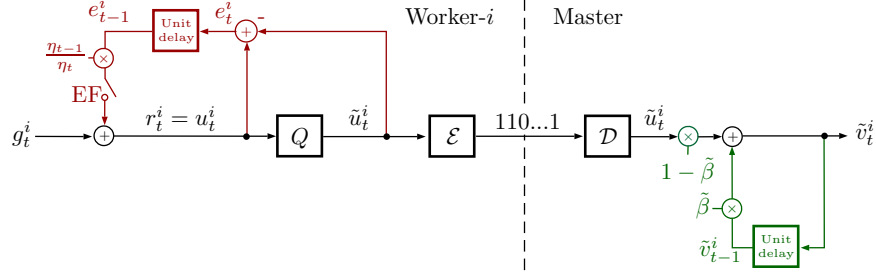 e^i_{t-1}
Unit delay
e^i_t
-
+
Worker-i
Master
η_{t-1}/η_t
×
EF
g^i_t
+
r^i_t = u^i_t
Q
ũ^i_t
ℰ
110...1
𝒟
ũ^i_t
×
+
ṽ^i_t
1 − β̃
β̃
×
ṽ^i_{t-1}
Unit delay